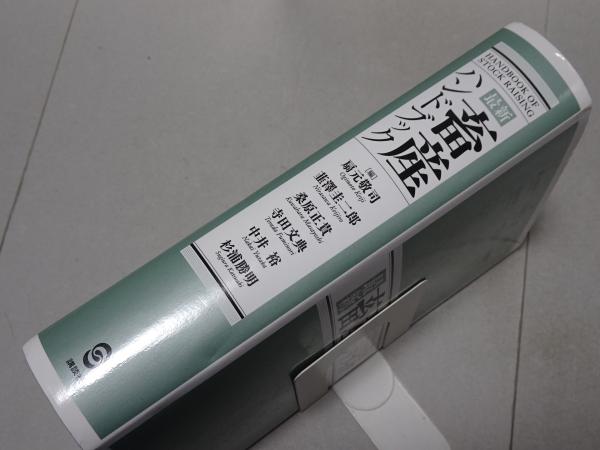 HANDBOOK OF
STOCK RAISING
最新
畜産
ハンドブック
[編]
扇元敬司
Ogimoto Keiji
韮澤圭二郎
Nirasawa Keijiro
桑原正貴
Kuwahara Masayoshi
寺田文典
Terada Fuminori
中井 裕
Nakai Yutaka
杉浦勝明
Sugiura Katsuaki
講談